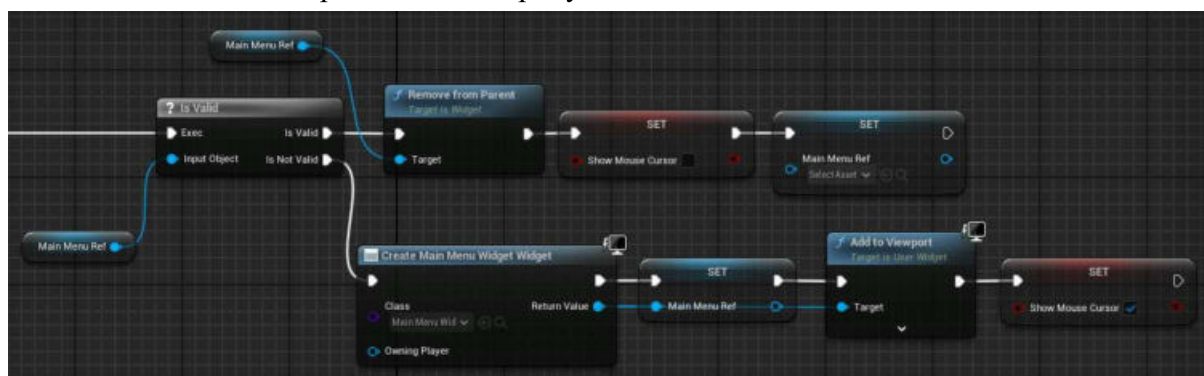 Main Menu Ref
? Is Valid
Exec
Is Valid
Input Object
Is Not Valid
Main Menu Ref
f Remove from Parent
Target is Widget
Target
SET
Show Mouse Cursor
SET
Main Menu Ref
Select Asset
Create Main Menu Widget Widget
Class
Main Menu Wid
Return Value
Owning Player
SET
Main Menu Ref
f Add to Viewport
Target is User Widget
Target
SET
Show Mouse Cursor